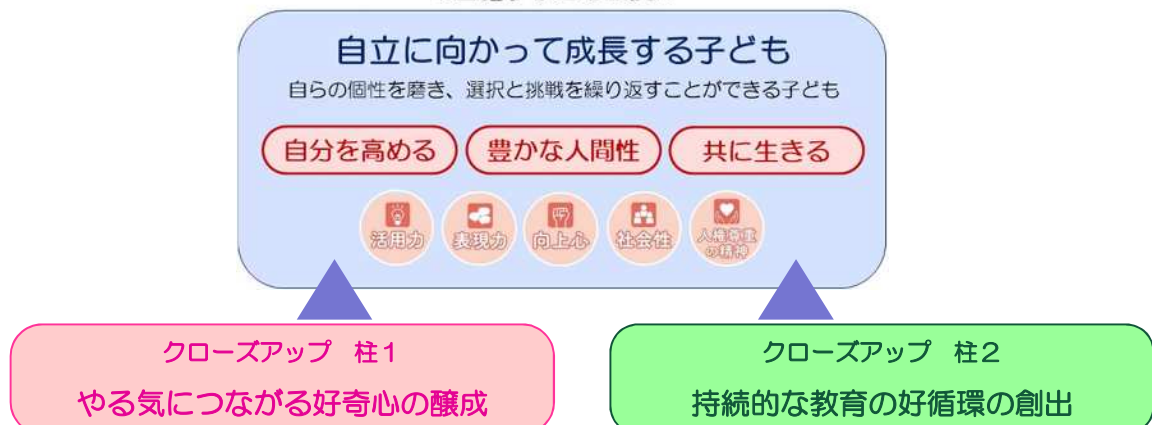 自立に向かって成長する子ども
自らの個性を磨き、選択と挑戦を繰り返すことができる子ども
自分を高める 豊かな人間性 共に生きる
活用力 表現力 向上心 社会性 人権尊重
の精神
クローズアップ 柱1 クローズアップ 柱2
やる気につながる好奇心の醸成 持続的な教育の好循環の創出